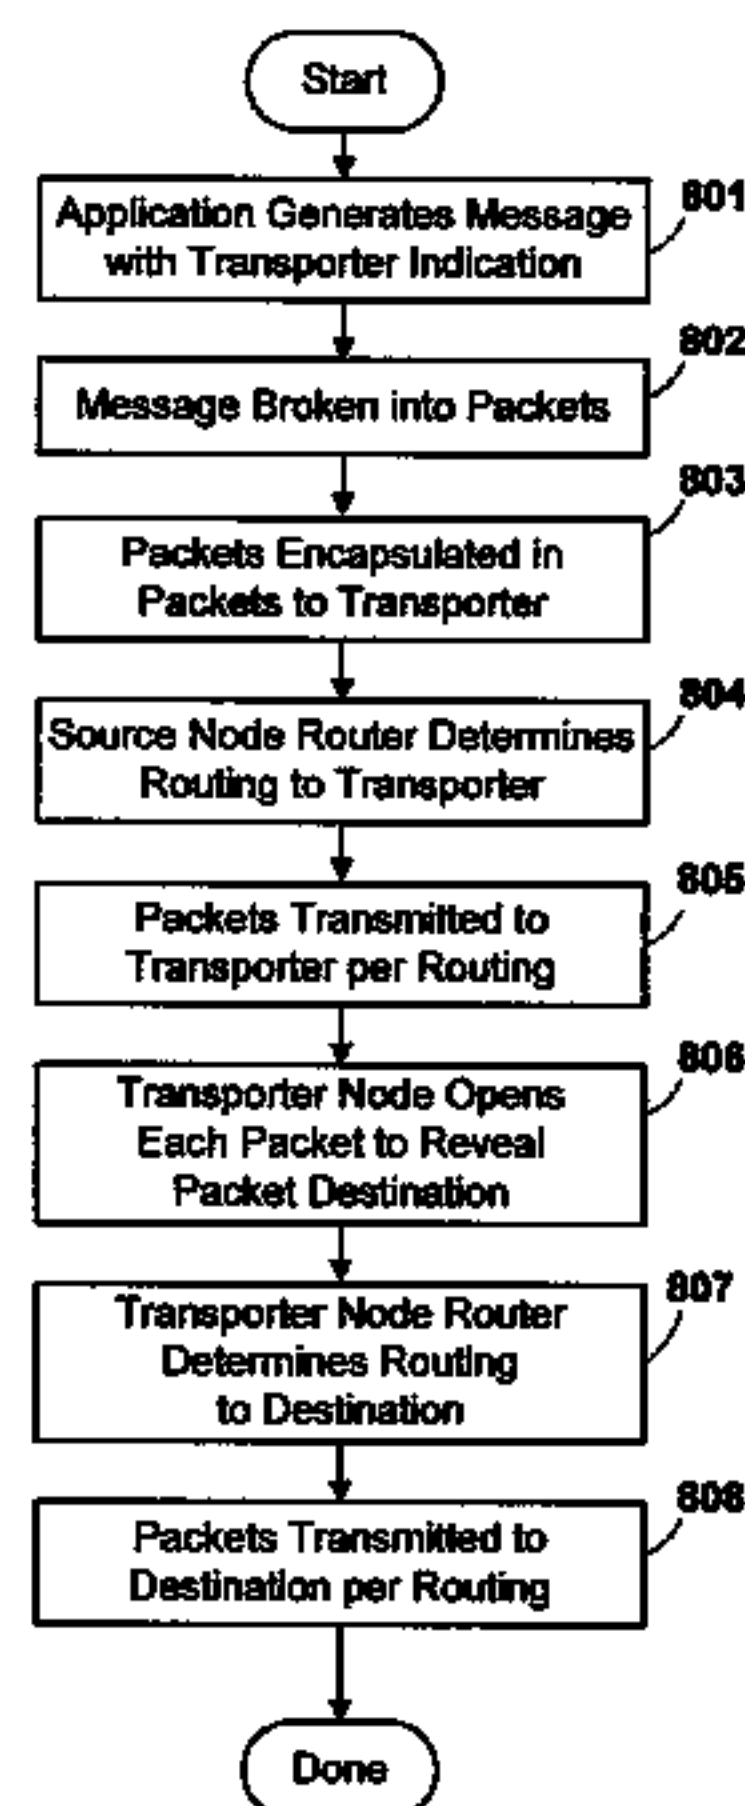 Start
801
Application Generates Message
with Transporter Indication
802
Message Broken into Packets
803
Packets Encapsulated in
Packets to Transporter
804
Source Node Router Determines
Routing to Transporter
805
Packets Transmitted to
Transporter per Routing
806
Transporter Node Opens
Each Packet to Reveal
Packet Destination
807
Transporter Node Router
Determines Routing
to Destination
808
Packets Transmitted to
Destination per Routing
Done